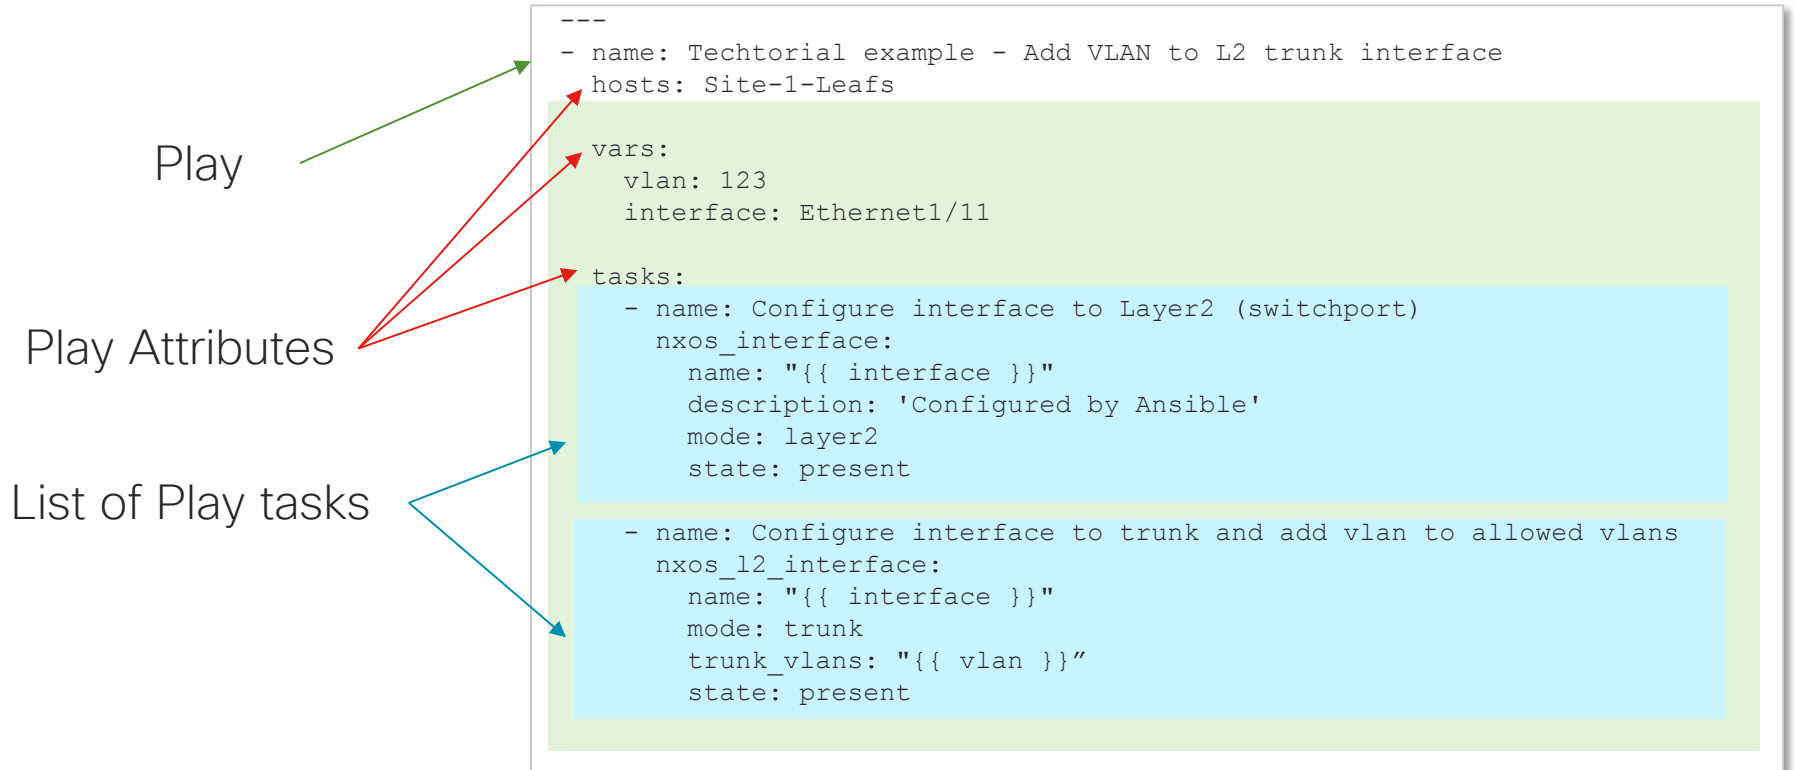 ---
- name: Techtorial example - Add VLAN to L2 trunk interface
hosts: Site-1-Leafs
vars:
vlan: 123
interface: Ethernet1/11
tasks:
- name: Configure interface to Layer2 (switchport)
nxos_interface:
name: "{{ interface }}"
description: 'Configured by Ansible'
mode: layer2
state: present
- name: Configure interface to trunk and add vlan to allowed vlans
nxos_l2_interface:
name: "{{ interface }}"
mode: trunk
trunk_vlans: "{{ vlan }}”
state: present
Play
Play Attributes
List of Play tasks